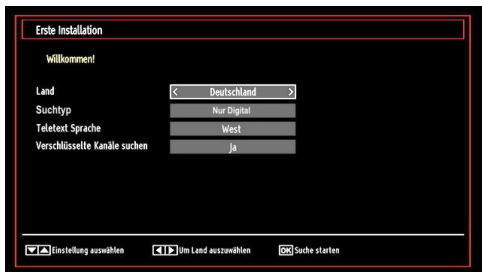 Erste Installation
Willkommen!
Land < Deutschland >
Suchtyp Nur Digital
Teletext Sprache West
Verschlüsselte Kanäle suchen Ja
▼▲ Einstellung auswählen ◀▶ Um Land auszuwählen OK Suche starten